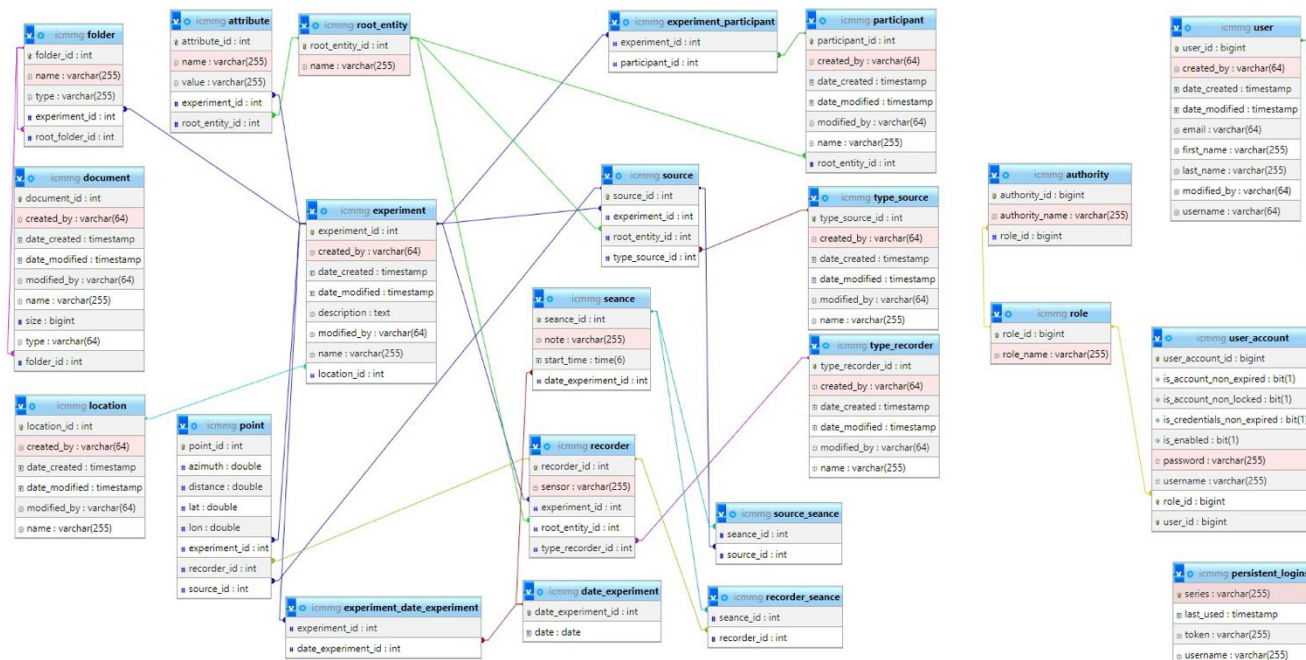 icmmg folder
folder_id : int
name : varchar(255)
type : varchar(255)
experiment_id : int
root_folder_id : int
icmmg attribute
attribute_id : int
name : varchar(255)
value : varchar(255)
experiment_id : int
root_entity_id : int
icmmg root_entity
root_entity_id : int
name : varchar(255)
icmmg experiment_participant
experiment_id : int
participant_id : int
icmmg participant
participant_id : int
created_by : varchar(64)
date_created : timestamp
date_modified : timestamp
modified_by : varchar(64)
name : varchar(255)
root_entity_id : int
icmmg user
user_id : bigint
created_by : varchar(64)
date_created : timestamp
date_modified : timestamp
email : varchar(64)
first_name : varchar(255)
last_name : varchar(255)
modified_by : varchar(64)
username : varchar(64)
icmmg document
document_id : int
created_by : varchar(64)
date_created : timestamp
date_modified : timestamp
modified_by : varchar(64)
name : varchar(255)
size : bigint
type : varchar(64)
folder_id : int
icmmg experiment
experiment_id : int
created_by : varchar(64)
date_created : timestamp
date_modified : timestamp
description : text
modified_by : varchar(64)
name : varchar(255)
location_id : int
icmmg source
source_id : int
experiment_id : int
root_entity_id : int
type_source_id : int
icmmg type_source
type_source_id : int
created_by : varchar(64)
date_created : timestamp
date_modified : timestamp
modified_by : varchar(64)
name : varchar(255)
icmmg authority
authority_id : bigint
authority_name : varchar(255)
role_id : bigint
icmmg seance
seance_id : int
note : varchar(255)
start_time : time(6)
date_experiment_id : int
icmmg type_recorder
type_recorder_id : int
created_by : varchar(64)
date_created : timestamp
date_modified : timestamp
modified_by : varchar(64)
name : varchar(255)
icmmg role
role_id : bigint
role_name : varchar(255)
icmmg user_account
user_account_id : bigint
is_account_non_expired : bit(1)
is_account_non_locked : bit(1)
is_credentials_non_expired : bit(1)
is_enabled : bit(1)
password : varchar(255)
username : varchar(255)
role_id : bigint
user_id : bigint
icmmg location
location_id : int
created_by : varchar(64)
date_created : timestamp
date_modified : timestamp
modified_by : varchar(64)
name : varchar(255)
icmmg point
point_id : int
azimuth : double
distance : double
lat : double
lon : double
experiment_id : int
recorder_id : int
source_id : int
icmmg recorder
recorder_id : int
sensor : varchar(255)
experiment_id : int
root_entity_id : int
type_recorder_id : int
icmmg source_seance
seance_id : int
source_id : int
icmmg experiment_date_experiment
experiment_id : int
date_experiment_id : int
icmmg date_experiment
date_experiment_id : int
date : date
icmmg recorder_seance
seance_id : int
recorder_id : int
icmmg persistent_logins
series : varchar(255)
last_used : timestamp
token : varchar(255)
username : varchar(255)